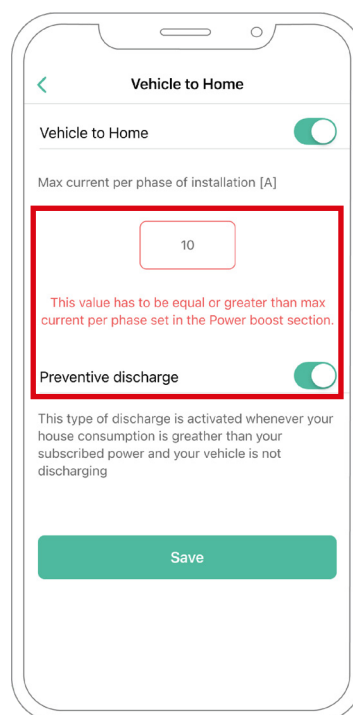 Vehicle to Home
Vehicle to Home
Max current per phase of installation [A]
10
This value has to be equal or greater than max
current per phase set in the Power boost section.
Preventive discharge
This type of discharge is activated whenever your
house consumption is greather than your
subscribed power and your vehicle is not
discharging
Save